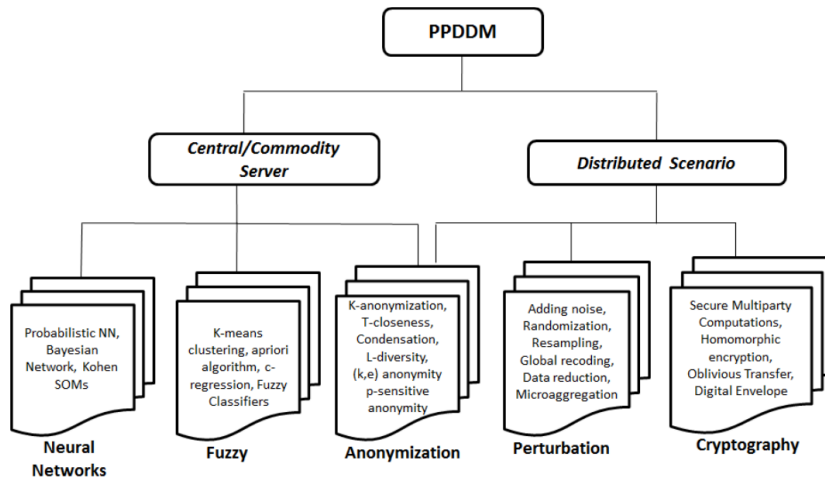 PPDDM
Central/Commodity
Server
Distributed Scenario
Probabilistic NN,
Bayesian
Network, Kohen
SOMs
Neural
Networks
K-means
clustering, apriori
algorithm, c-
regression, Fuzzy
Classifiers
Fuzzy
K-anonymization,
T-closeness,
Condensation,
L-diversity,
(k,e) anonymity
p-sensitive
anonymity
Anonymization
Adding noise,
Randomization,
Resampling,
Global recoding,
Data reduction,
Microaggregation
Perturbation
Secure Multiparty
Computations,
Homomorphic
encryption,
Oblivious Transfer,
Digital Envelope
Cryptography